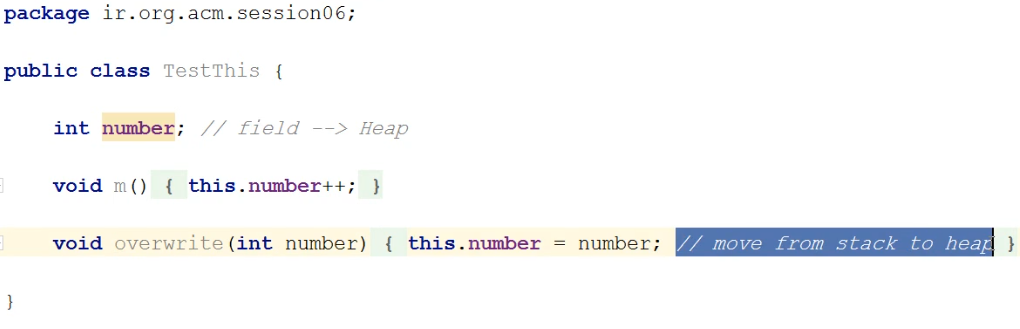 package ir.org.acm.session06;
public class TestThis {
int number; // field --> Heap
void m() { this.number++; }
void overwrite(int number) { this.number = number; // move from stack to heap }
}